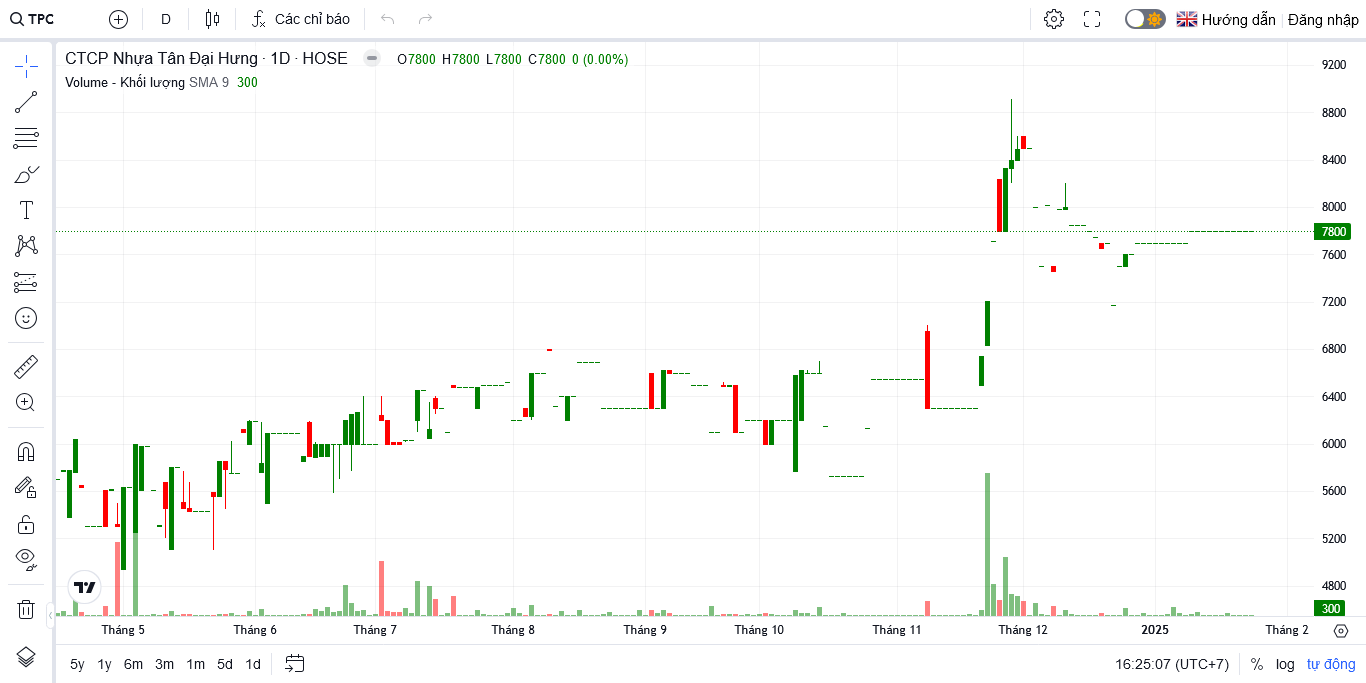 TPC D Các chỉ báo Hướng dẫn Đăng nhập
CTCP Nhựa Tân Đại Hưng · 1D · HOSE O7800 H7800 L7800 C7800 0 (0.00%)
Volume - Khối lượng SMA 9 300
9200
8800
8400
8000
7800
7600
7200
6800
6400
6000
5600
5200
4800
300
Tháng 5 Tháng 6 Tháng 7 Tháng 8 Tháng 9 Tháng 10 Tháng 11 Tháng 12 2025 Tháng 2
5y 1y 6m 3m 1m 5d 1d 16:25:07 (UTC+7) % log tự động